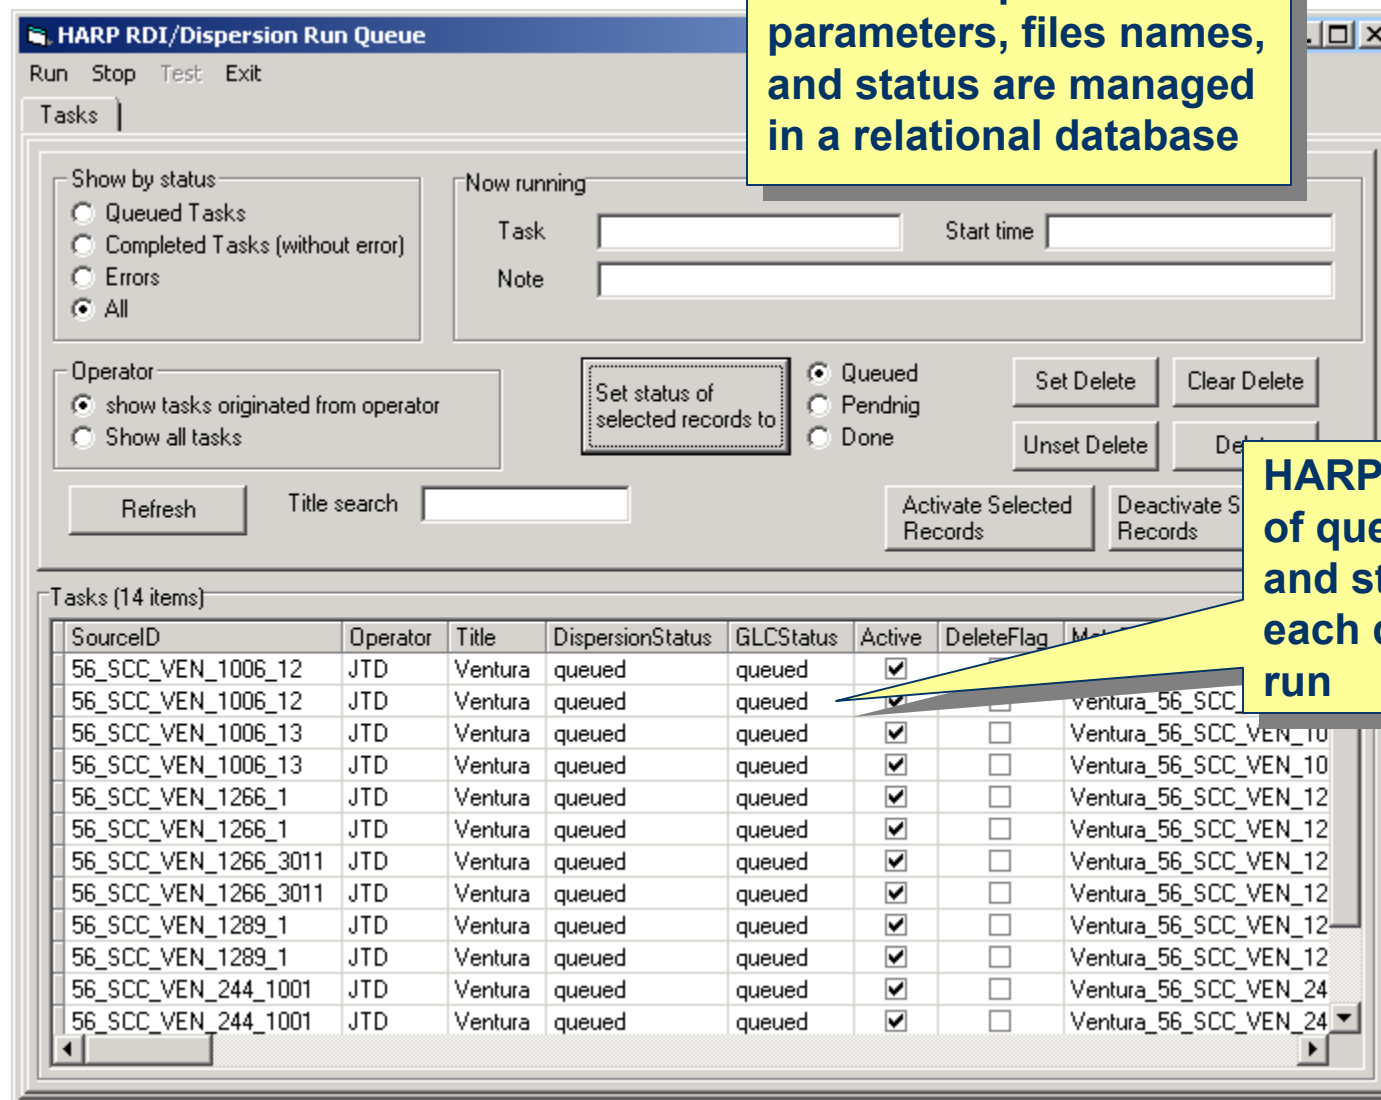 HARP RDI/Dispersion Run Queue
parameters, files names,
and status are managed
in a relational database
Run Stop Test Exit
Tasks
Show by status
Queued Tasks
Completed Tasks (without error)
Errors
All
Now running
Task
Start time
Note
Operator
show tasks originated from operator
Show all tasks
Set status of
selected records to
Queued
Pendnig
Done
Set Delete
Clear Delete
Unset Delete
Refresh
Title search
Activate Selected
Records
Deactivate
Records
HARP
of
and
each
run
Tasks (14 items)
SourceID Operator Title DispersionStatus GLCStatus Active DeleteFlag
56_SCC_VEN_1006_12 JTD Ventura queued queued
56_SCC_VEN_1006_12 JTD Ventura queued queued Ventura_56_SCC_
56_SCC_VEN_1006_13 JTD Ventura queued queued Ventura_56_SCC_VEN_10
56_SCC_VEN_1006_13 JTD Ventura queued queued Ventura_56_SCC_VEN_10
56_SCC_VEN_1266_1 JTD Ventura queued queued Ventura_56_SCC_VEN_12
56_SCC_VEN_1266_1 JTD Ventura queued queued Ventura_56_SCC_VEN_12
56_SCC_VEN_1266_3011 JTD Ventura queued queued Ventura_56_SCC_VEN_12
56_SCC_VEN_1266_3011 JTD Ventura queued queued Ventura_56_SCC_VEN_12
56_SCC_VEN_1289_1 JTD Ventura queued queued Ventura_56_SCC_VEN_12
56_SCC_VEN_1289_1 JTD Ventura queued queued Ventura_56_SCC_VEN_12
56_SCC_VEN_244_1001 JTD Ventura queued queued Ventura_56_SCC_VEN_24
56_SCC_VEN_244_1001 JTD Ventura queued queued Ventura_56_SCC_VEN_24